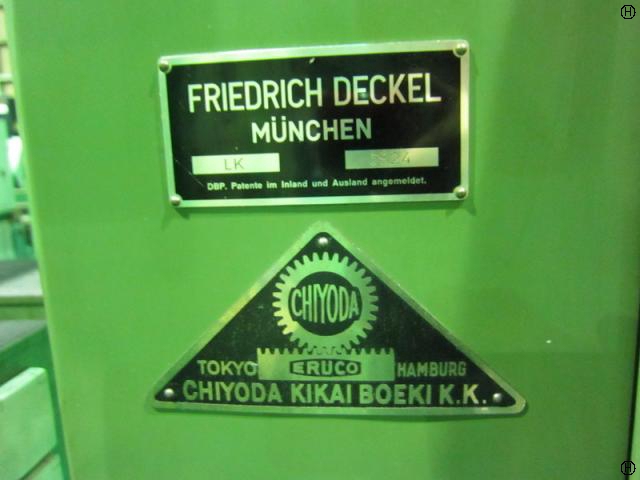 FRIEDRICH DECKEL
MÜNCHEN
LK
DBP. Patente im Inland und Ausland angemeldet.
CHIYODA
TOKYO ERUCO HAMBURG
CHIYODA KIKAI BOEKI K.K.